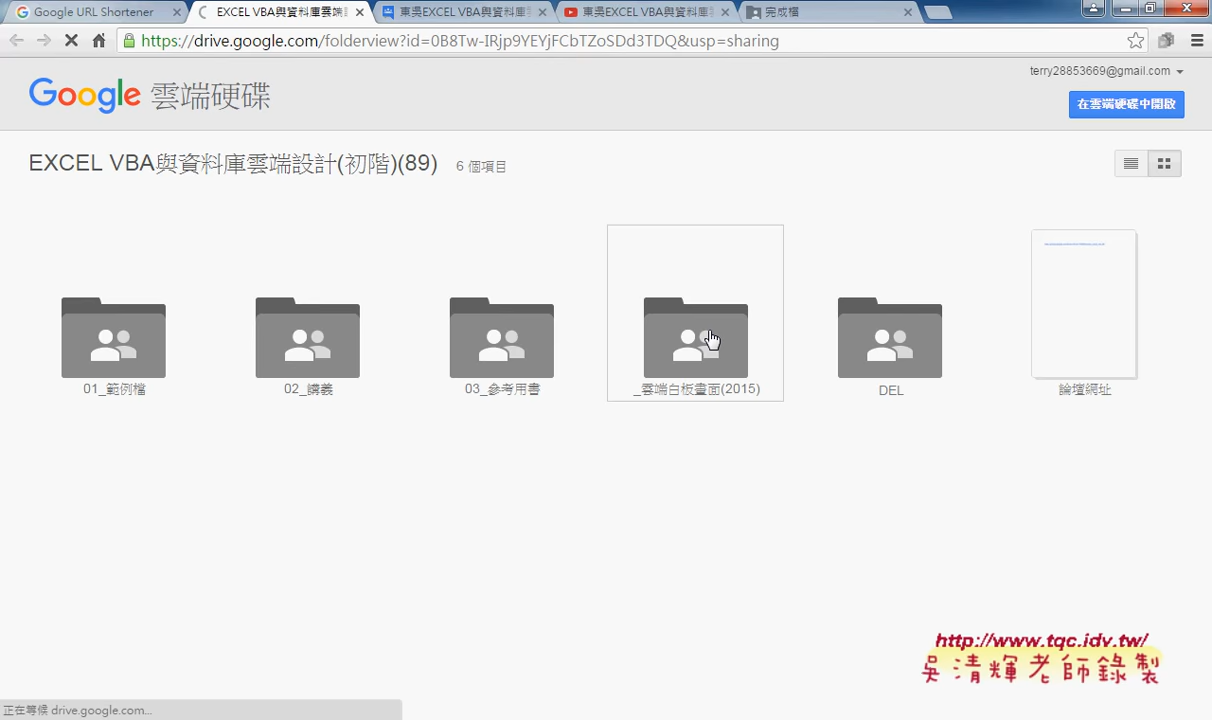 Google URL Shortener
EXCEL VBA與資料庫雲端設
東吳EXCEL VBA與資料庫
東吳EXCEL VBA與資料庫
完成檔
https://drive.google.com/folderview?id=0B8Tw-IRjp9YEYjFCbTZoSDd3TDQ&usp=sharing
terry28853669@gmail.com
Google 雲端硬碟
在雲端硬碟中開啟
EXCEL VBA與資料庫雲端設計(初階)(89) 6 個項目
01_範例檔
02_講義
03_參考用書
_雲端白板畫面(2015)
DEL
論壇網址
http://www.tqc.idv.tw/
吳清輝老師錄製
正在等候 drive.google.com...